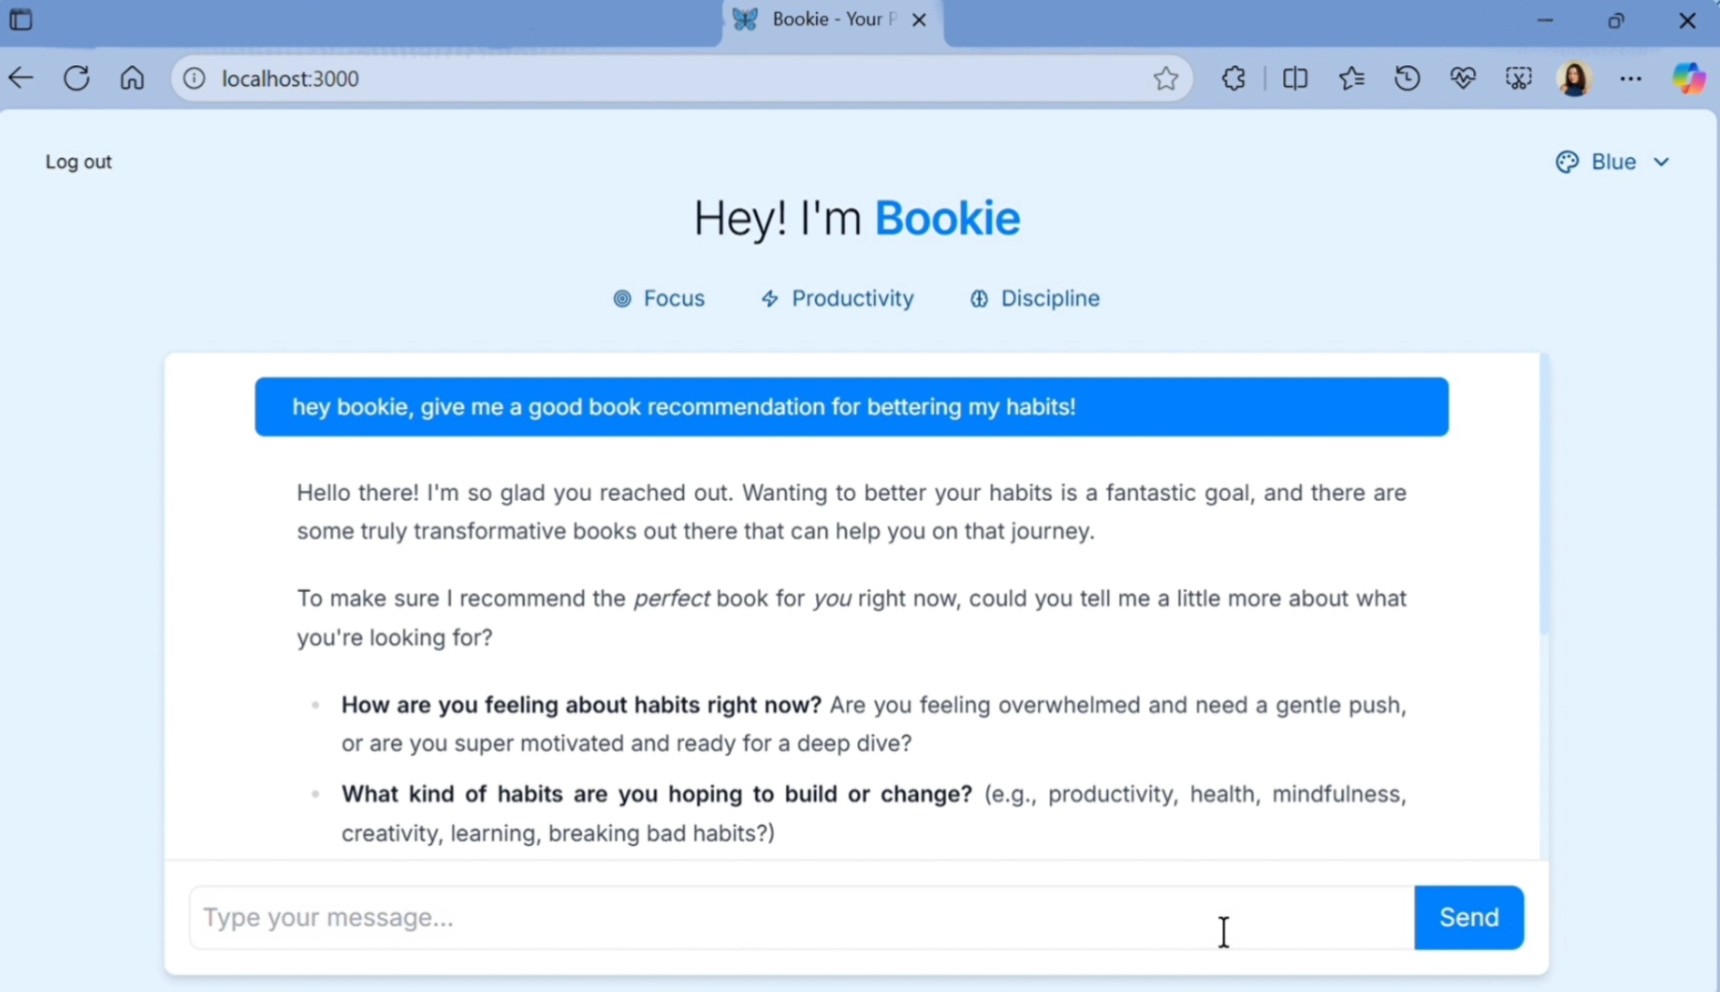 Bookie - Your P
localhost:3000
Log out
Blue
Hey! I'm Bookie
Focus Productivity Discipline
hey bookie, give me a good book recommendation for bettering my habits!
Hello there! I'm so glad you reached out. Wanting to better your habits is a fantastic goal, and there are
some truly transformative books out there that can help you on that journey.
To make sure I recommend the perfect book for you right now, could you tell me a little more about what
you're looking for?
How are you feeling about habits right now? Are you feeling overwhelmed and need a gentle push,
or are you super motivated and ready for a deep dive?
What kind of habits are you hoping to build or change? (e.g., productivity, health, mindfulness,
creativity, learning, breaking bad habits?)
Type your message...
Send